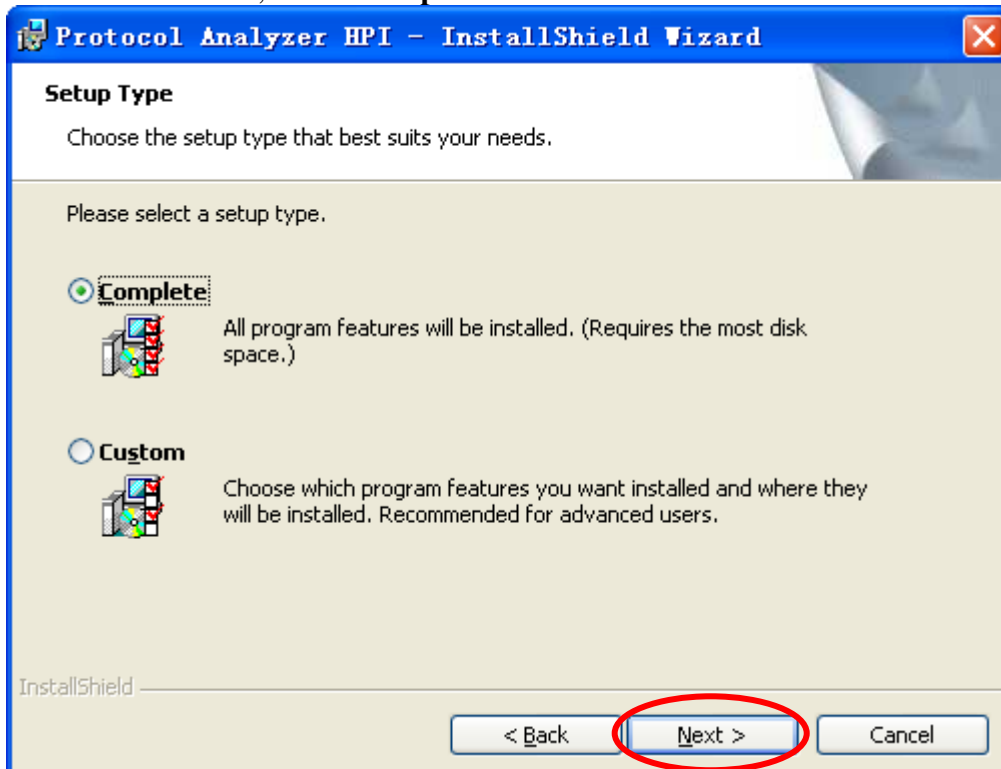 Protocol Analyzer HPI - InstallShield Wizard
Setup Type
Choose the setup type that best suits your needs.
Please select a setup type.
Complete
All program features will be installed. (Requires the most disk
space.)
Custom
Choose which program features you want installed and where they
will be installed. Recommended for advanced users.
InstallShield
< Back Next > Cancel